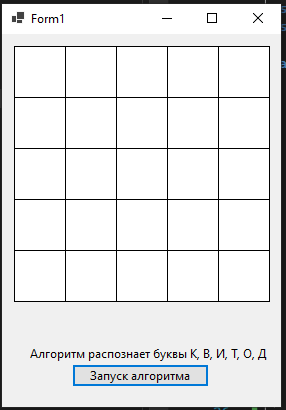 Form1
Алгоритм распознает буквы К, В, И, Т, О, Д
Запуск алгоритма